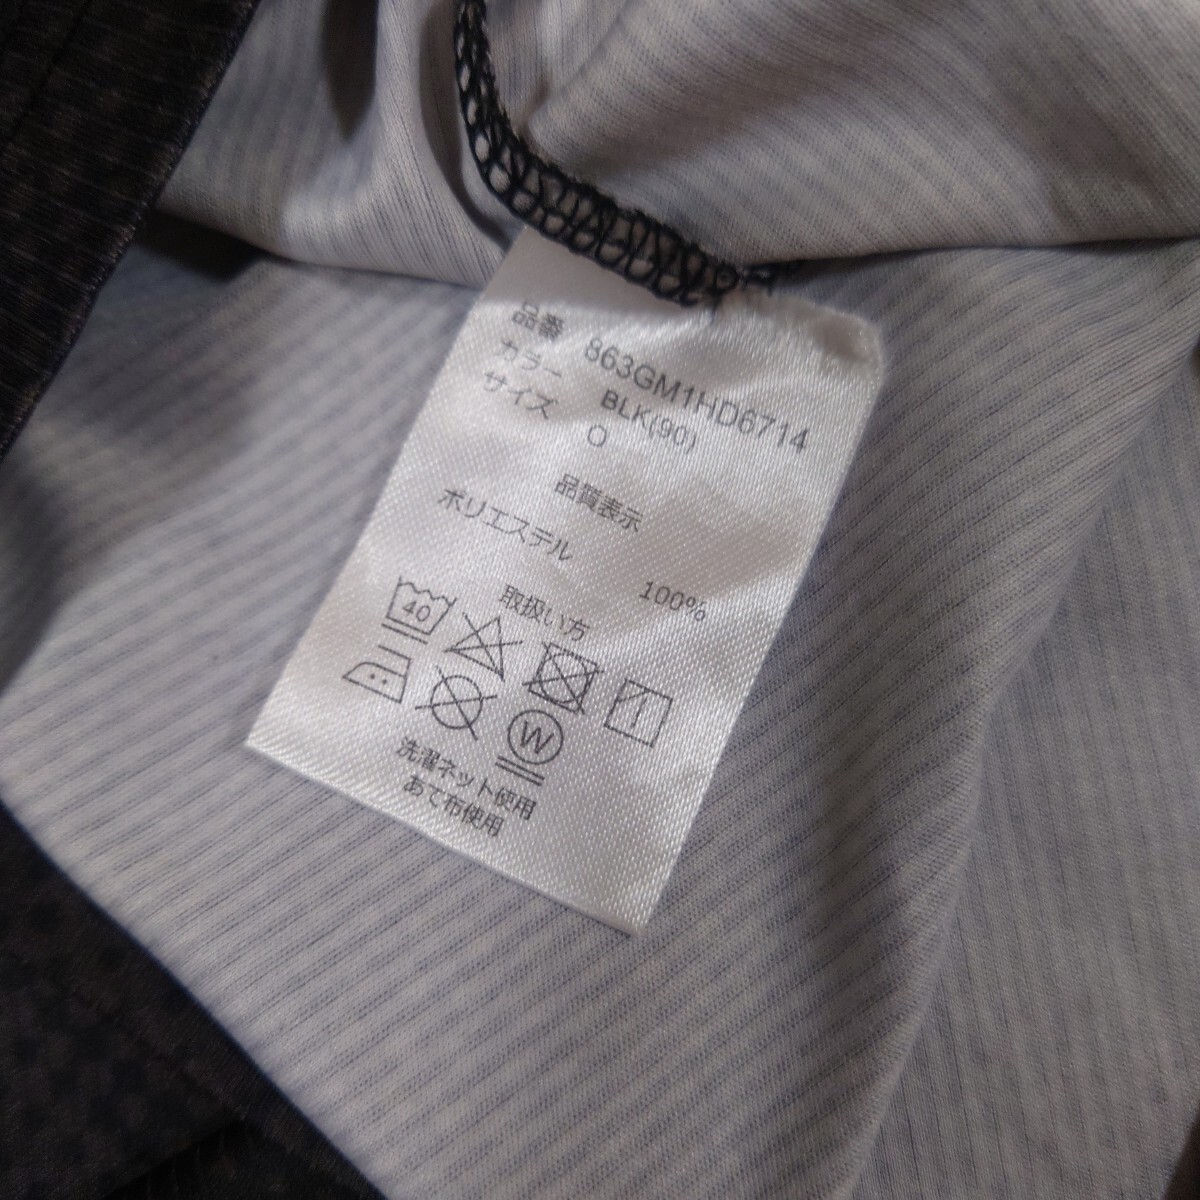 品番 863GM1HD6714
カラー BLK(90)
サイズ O
品質表示
ポリエステル 100%
取扱い方
40
W
洗濯ネット使用
あて布使用